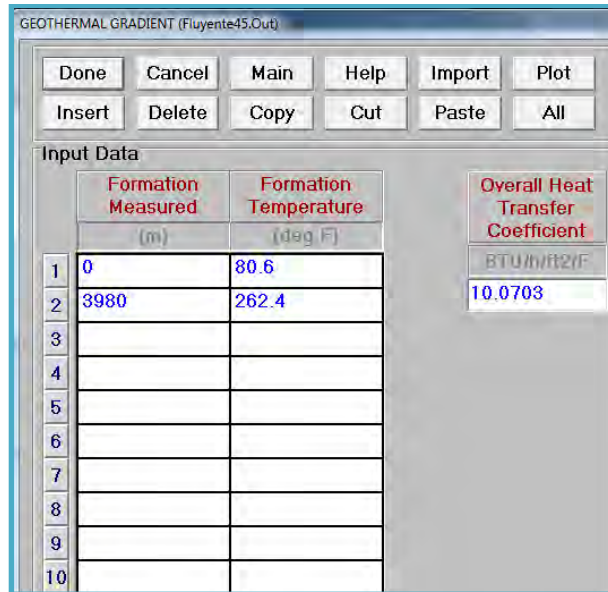 GEOTHERMAL GRADIENT (Fluyente45.Out)
Done Cancel Main Help Import Plot
Insert Delete Copy Cut Paste All
Input Data
Formation Measured
(m)
Formation Temperature
(deg F)
Overall Heat Transfer Coefficient
BTU/h/ft2/F
1 0 80.6 10.0703
2 3980 262.4
3
4
5
6
7
8
9
10